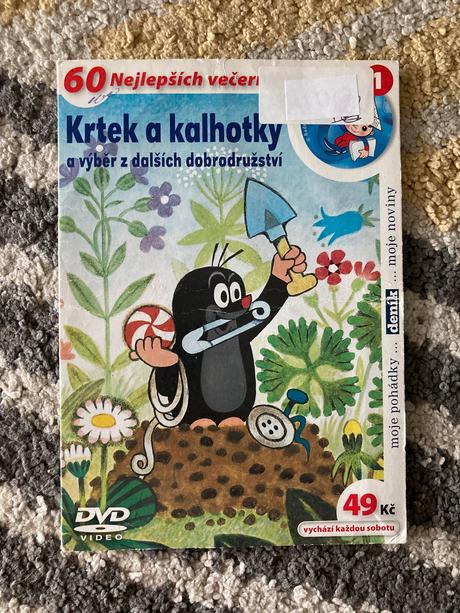 60 Nejlepších
1
Krtek a kalhotky
a výběr z dalších dobrodružství
moje pohádky ... deník ... moje noviny
DVD
VIDEO
49 Kč
vychází každou sobotu